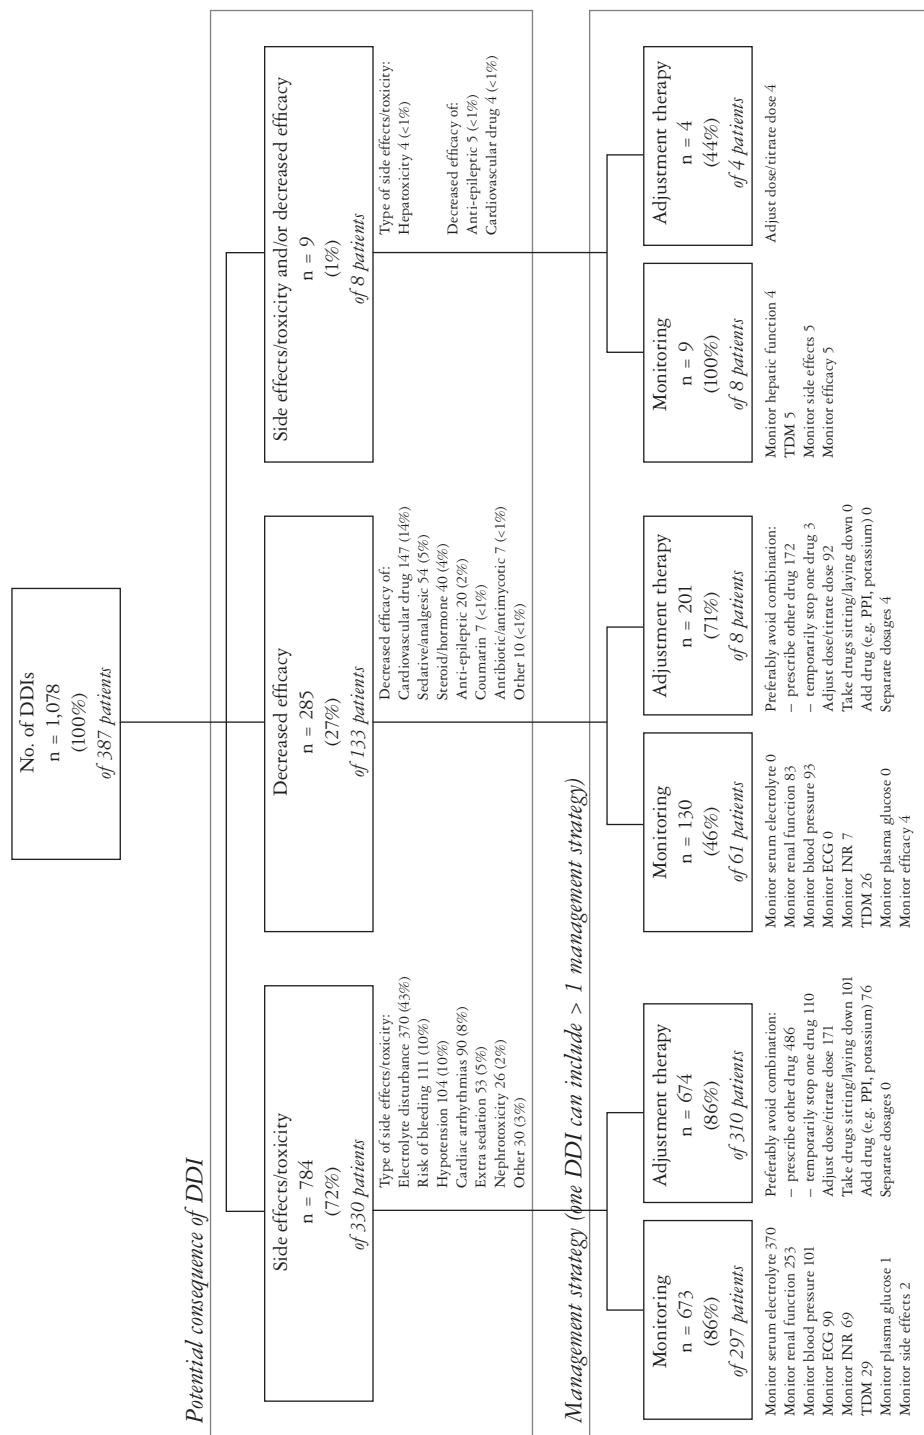 No. of DDIs
n = 1,078
(100%)
of 387 patients
Potential consequence of DDI
Side effects/toxicity
n = 784
(72%)
of 330 patients
Type of side effects/toxicity:
Electrolyte disturbance 370 (43%)
Risk of bleeding 111 (10%)
Hypotension 104 (10%)
Cardiac arrhythmias 90 (8%)
Extra sedation 53 (5%)
Nephrotoxicity 26 (2%)
Other 30 (3%)
Decreased efficacy
n = 285
(27%)
of 133 patients
Decreased efficacy of:
Cardiovascular drug 147 (14%)
Sedative/analgesic 54 (5%)
Steroid/hormone 40 (4%)
Anti-epileptic 20 (2%)
Coumarin 7 (<1%)
Antibiotic/antimycotic 7 (<1%)
Other 10 (<1%)
Side effects/toxicity and/or decreased efficacy
n = 9
(1%)
of 8 patients
Type of side effects/toxicity:
Hepatoxicity 4 (<1%)
Decreased efficacy of:
Anti-epileptic 5 (<1%)
Cardiovascular drug 4 (<1%)
Management strategy (one DDI can include > 1 management strategy)
Monitoring
n = 673
(86%)
of 297 patients
Monitor serum electrolyte 370
Monitor renal function 253
Monitor blood pressure 101
Monitor ECG 90
Monitor INR 69
TDM 29
Monitor plasma glucose 1
Monitor side effects 2
Adjustment therapy
n = 674
(86%)
of 310 patients
Preferably avoid combination:
– prescribe other drug 486
– temporarily stop one drug 110
Adjust dose/titrate dose 171
Take drugs sitting/laying down 101
Add drug (e.g. PPI, potassium) 76
Separate dosages 0
Monitoring
n = 130
(46%)
of 61 patients
Monitor serum electrolyte 0
Monitor renal function 83
Monitor blood pressure 93
Monitor ECG 0
Monitor INR 7
TDM 26
Monitor plasma glucose 0
Monitor efficacy 4
Adjustment therapy
n = 201
(71%)
of 8 patients
Preferably avoid combination:
– prescribe other drug 172
– temporarily stop one drug 3
Adjust dose/titrate dose 92
Take drugs sitting/laying down 0
Add drug (e.g. PPI, potassium) 0
Separate dosages 4
Monitoring
n = 9
(100%)
of 8 patients
Monitor hepatic function 4
TDM 5
Monitor side effects 5
Monitor efficacy 5
Adjustment therapy
n = 4
(44%)
of 4 patients
Adjust dose/titrate dose 4